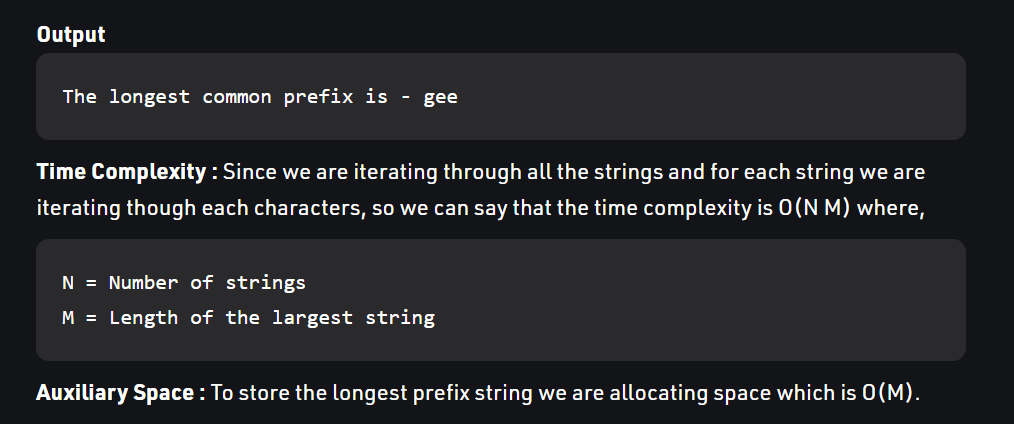 Output
The longest common prefix is - gee
Time Complexity : Since we are iterating through all the strings and for each string we are
iterating though each characters, so we can say that the time complexity is O(N M) where,
N = Number of strings
M = Length of the largest string
Auxiliary Space : To store the longest prefix string we are allocating space which is O(M).